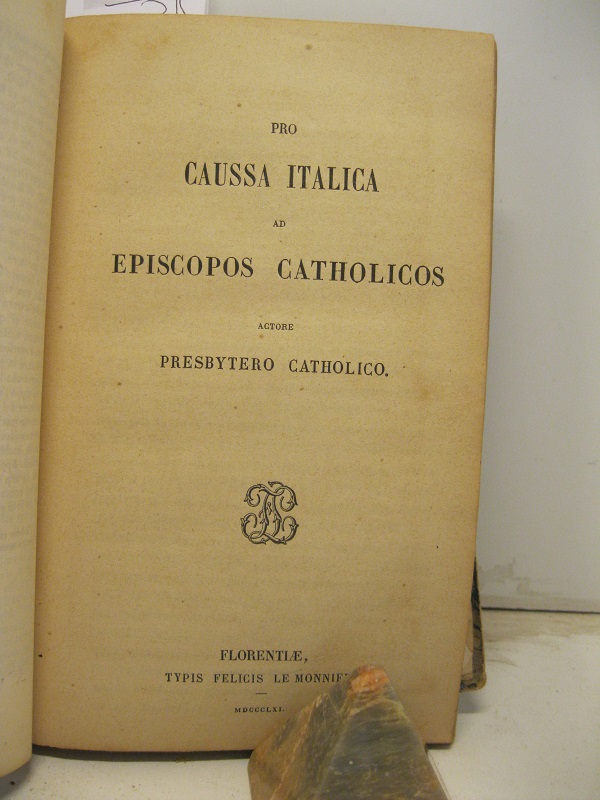 PRO
CAUSSA ITALICA
AD
EPISCOPOS CATHOLICOS
ACTORE
PRESBYTERO CATHOLICO.
FLORENTIÆ,
TYPIS FELICIS LE MONNIE
MDCCCLXI.